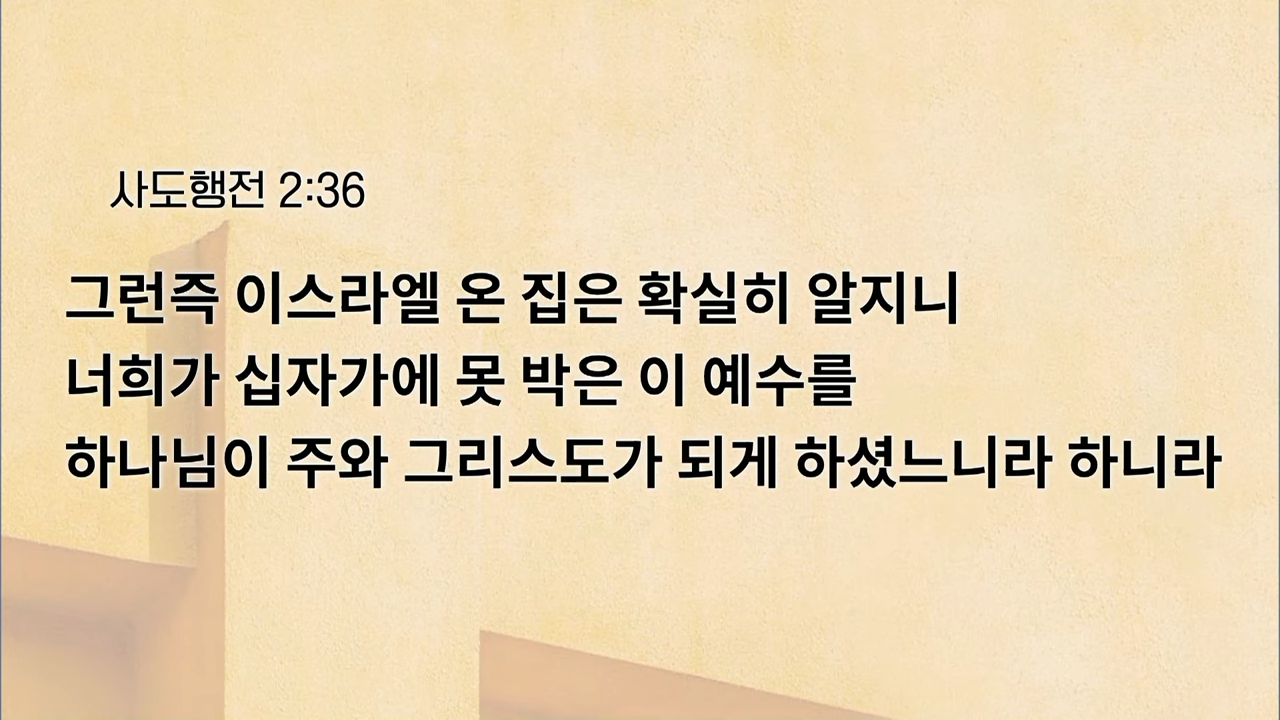 사도행전 2:36
그런즉 이스라엘 온 집은 확실히 알지니
너희가 십자가에 못 박은 이 예수를
하나님이 주와 그리스도가 되게 하셨느니라 하니라